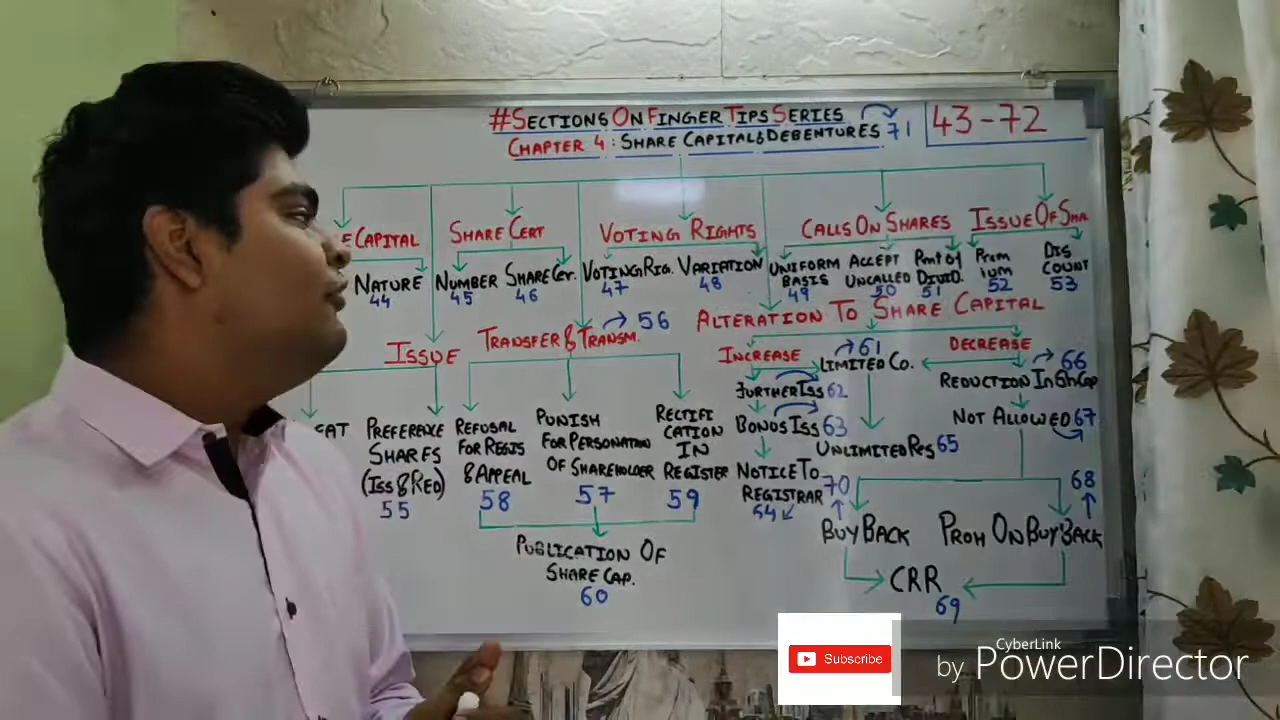 #SECTIONS ON FINGER TIPS SERIES
CHAPTER 4 : SHARE CAPITAL & DEBENTURES 71
43-72
E CAPITAL
NATURE
44
SHARE CERT
NUMBER SHARE CER.
45 46
VOTING RIGHTS
VOTING RIG. VARIATION
47 48
CALLS ON SHARES
UNIFORM BASIS
49
ACCEPT UNCALLED
50
Pmt Of DIVID.
51
ISSUE OF SHA
Prem ium
52
DIS COUNT
53
ISSUE
EAT
PREFERENCE
SHARES
(ISS & RED)
55
TRANSFER & TRANSM. 56
REFUSAL
FOR REGIS
& APPEAL
58
PUNISH
FOR PERSONATION
OF SHAREHOLDER
57
RECTIFI
CATION
IN
REGISTER
59
PUBLICATION OF
SHARE CAP.
60
ALTERATION TO SHARE CAPITAL
INCREASE
61
LIMITED CO.
DECREASE
FURTHER ISS 62
BONUS ISS 63
NOTICE TO
REGISTRAR
64
UNLIMITED RES 65
66
REDUCTION IN Sh CAP
NOT ALLOWED 67
70
BUY BACK
68
PROH ON BUY BACK
CRR
69
Subscribe
CyberLink
by PowerDirector